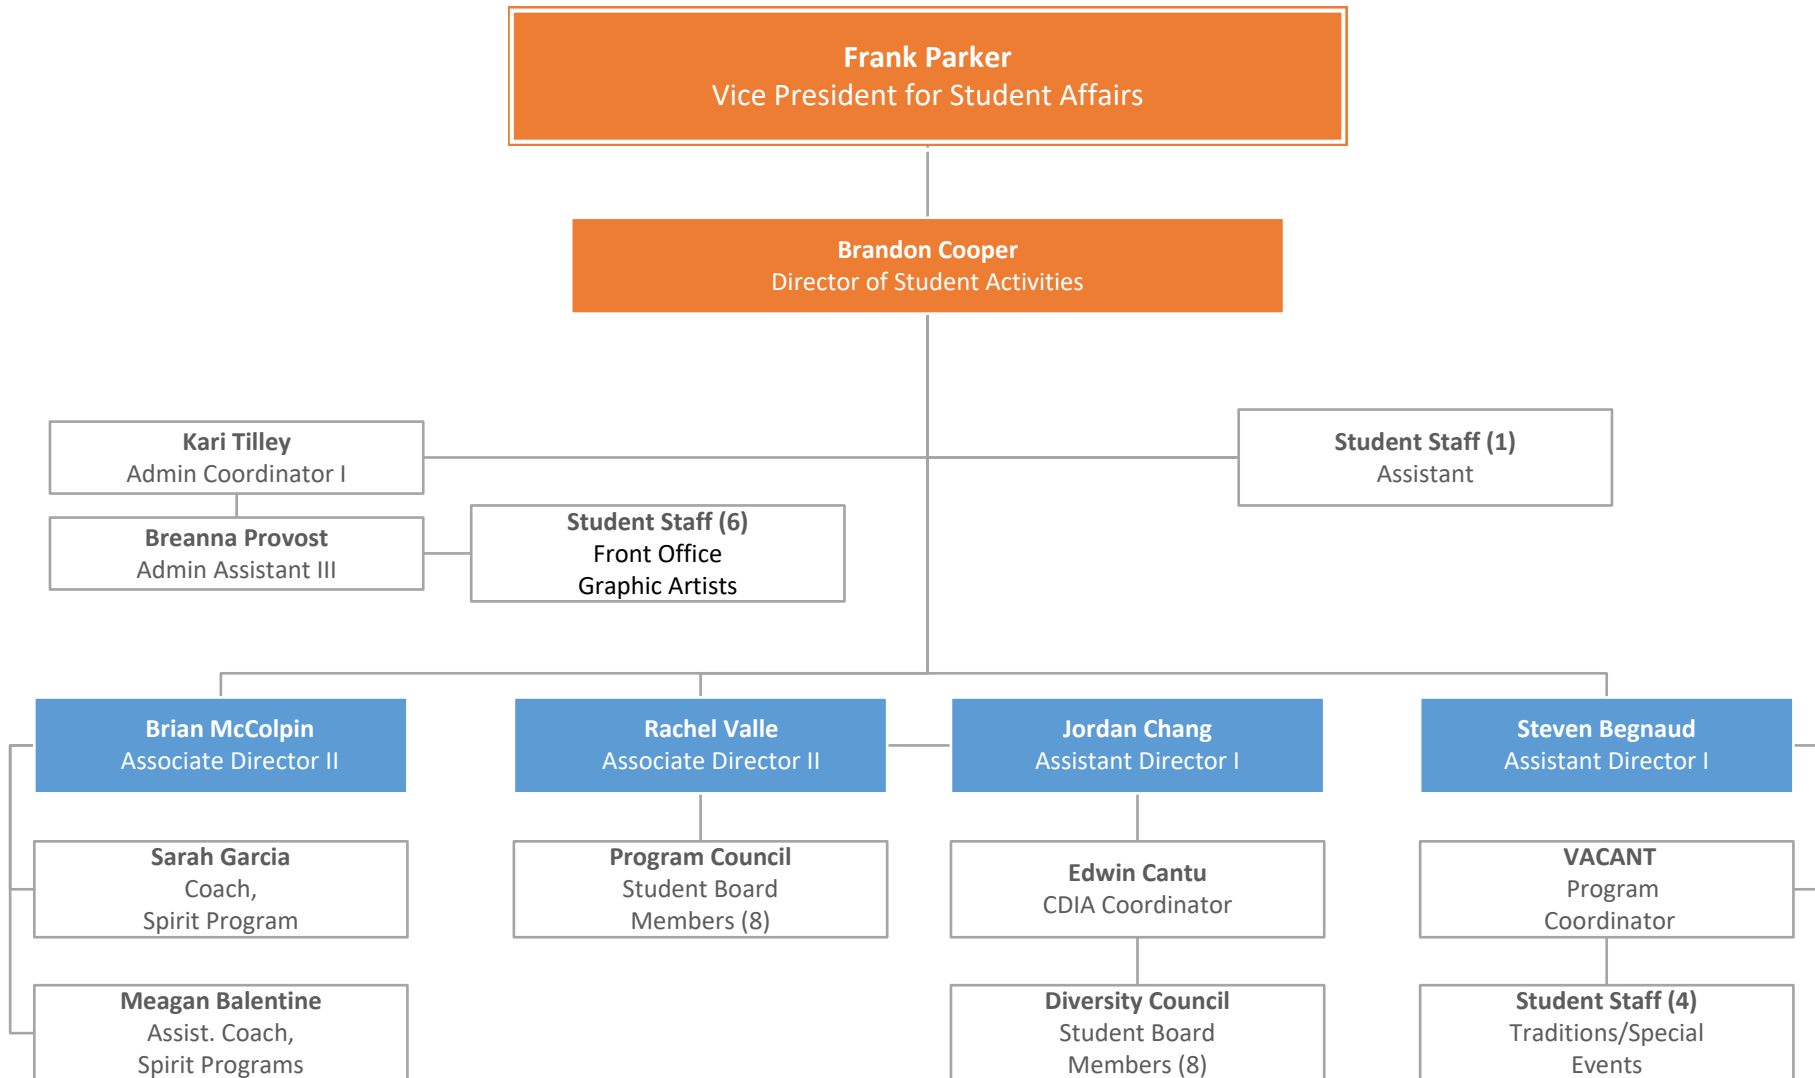 Frank Parker
Vice President for Student Affairs
Brandon Cooper
Director of Student Activities
Kari Tilley
Admin Coordinator I
Student Staff (1)
Assistant
Breanna Provost
Admin Assistant III
Student Staff (6)
Front Office
Graphic Artists
Brian McColpin
Associate Director II
Rachel Valle
Associate Director II
Jordan Chang
Assistant Director I
Steven Begnaud
Assistant Director I
Sarah Garcia
Coach,
Spirit Program
Program Council
Student Board
Members (8)
Edwin Cantu
CDIA Coordinator
VACANT
Program
Coordinator
Meagan Balentine
Assist. Coach,
Spirit Programs
Diversity Council
Student Board
Members (8)
Student Staff (4)
Traditions/Special
Events